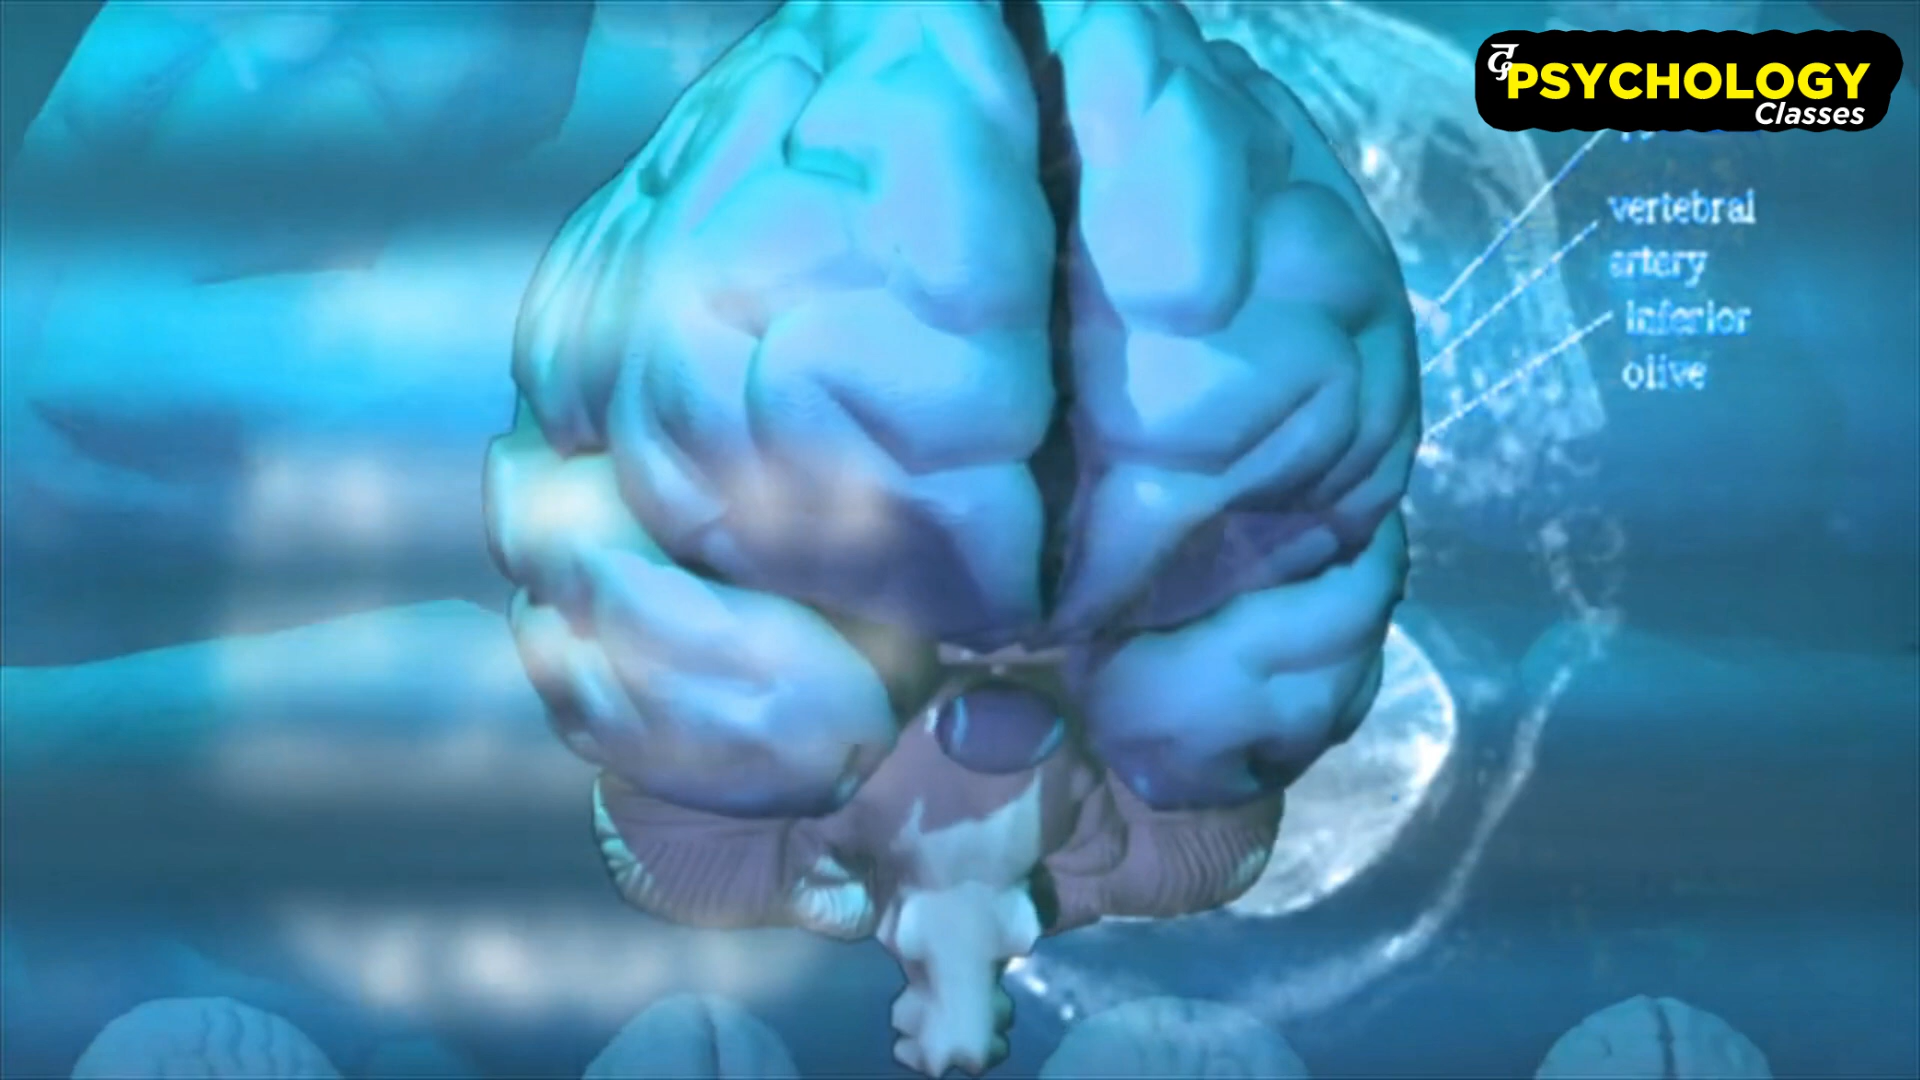 द
PSYCHOLOGY
Classes
vertebral
artery
inferior
olive